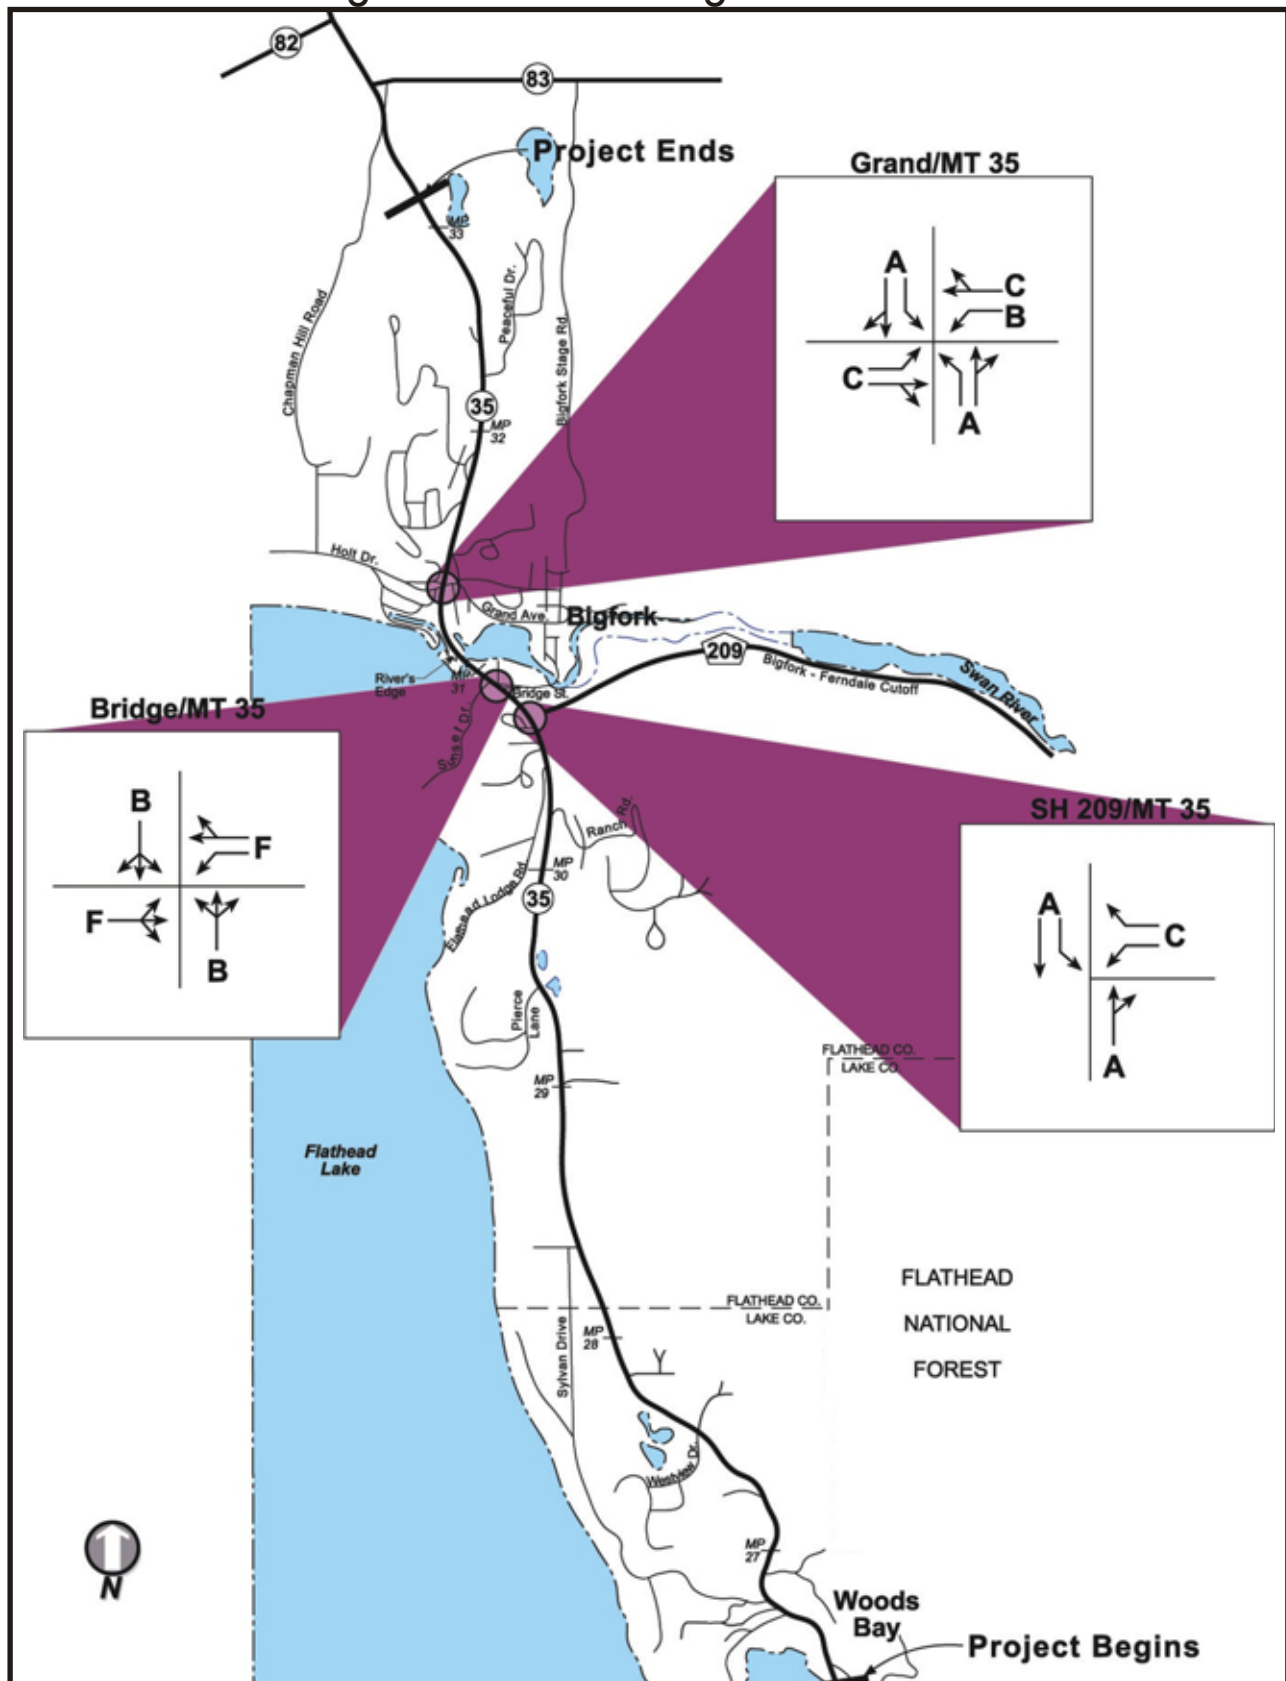 82
83
Project Ends
MP
33
Grand/MT 35
A
C
B
C
A
Chapman Hill Road
Peaceful Dr.
Bigfork Stage Rd.
35
MP
32
Holt Dr.
Grand Ave.
Bigfork
209
Bigfork - Ferndale Cutoff
Swan River
River's
Edge
MP
31
Bridge St.
Sunset Dr.
Bridge/MT 35
B
F
F
B
SH 209/MT 35
A
C
A
Ranch Rd.
MP
30
35
Flathead Lodge Rd
Pierce
Lane
MP
29
FLATHEAD CO.
LAKE CO.
Flathead
Lake
FLATHEAD
NATIONAL
FOREST
FLATHEAD CO.
LAKE CO.
Sylvan Drive
MP
28
Westview Dr.
MP
27
N
Woods
Bay
Project Begins